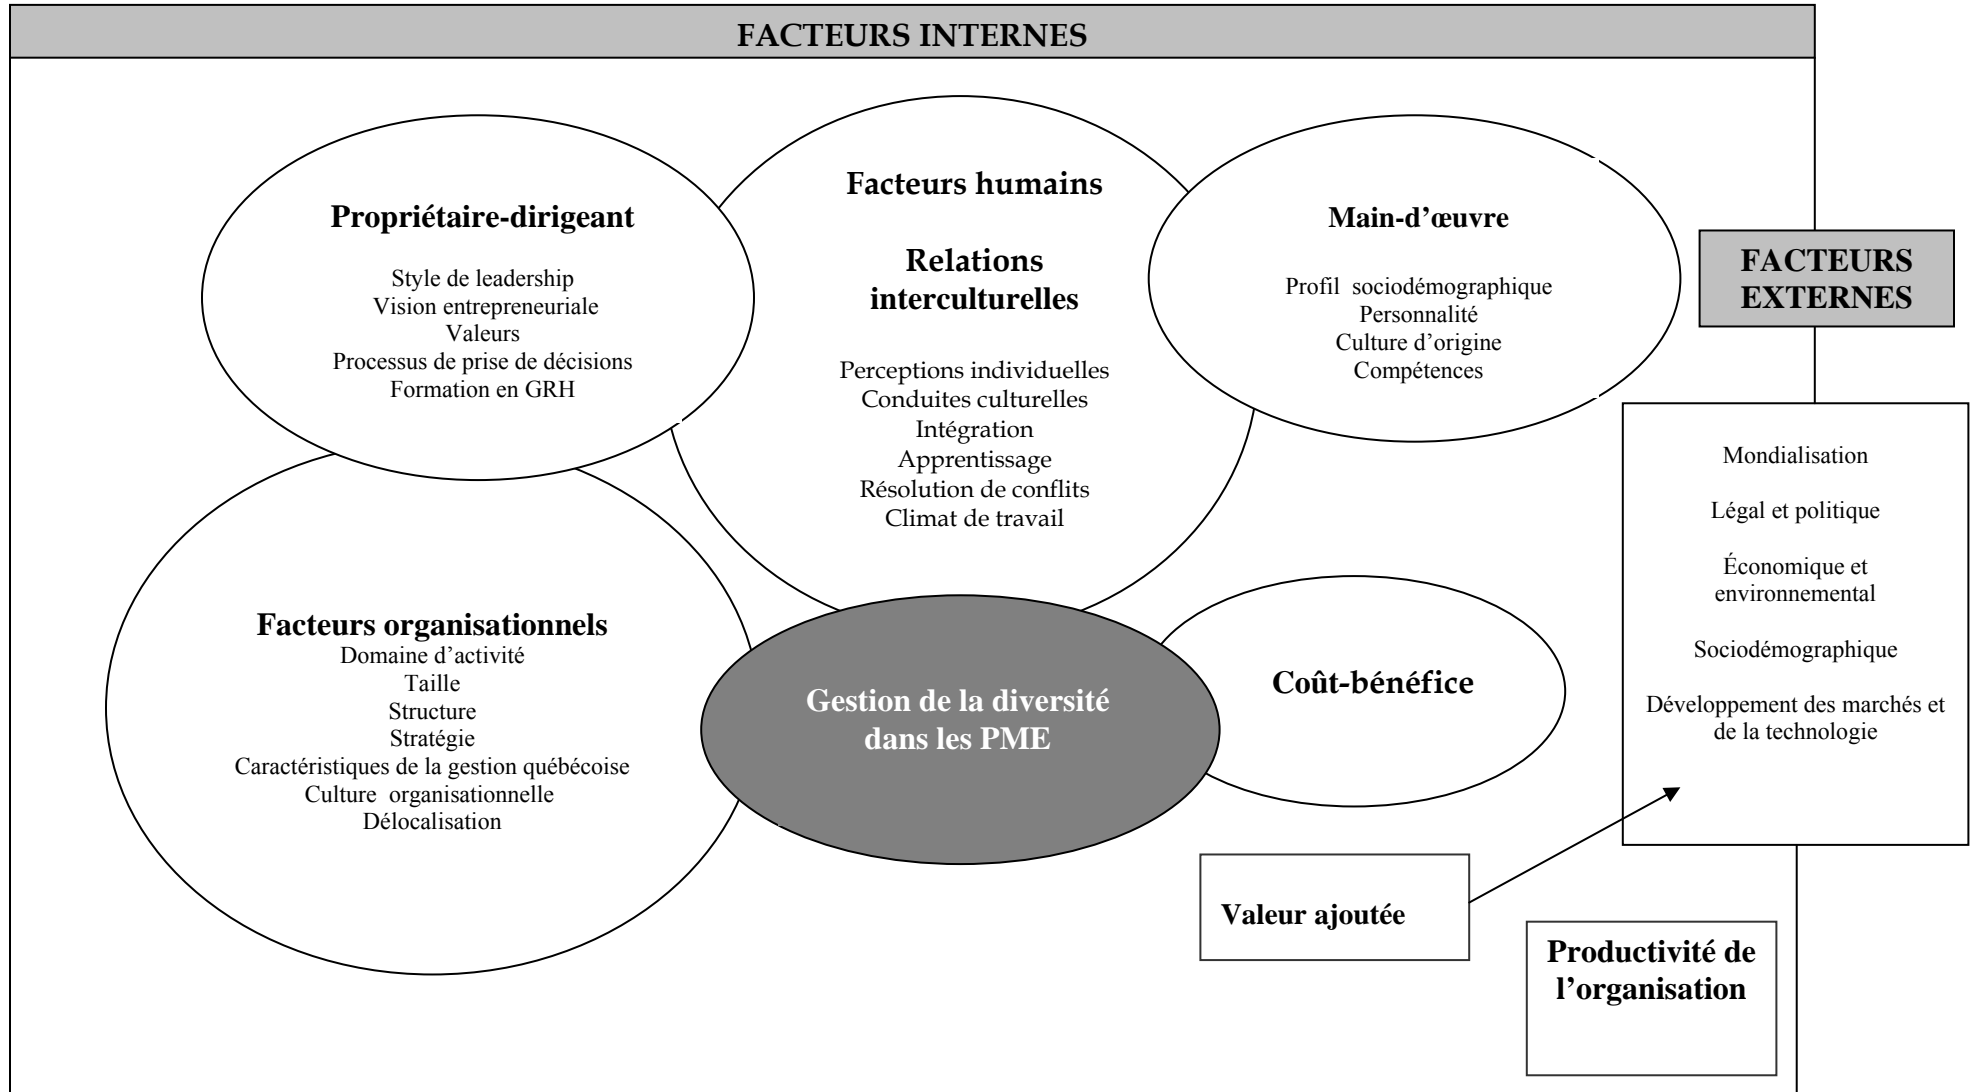 FACTEURS INTERNES
Propriétaire-dirigeant
Style de leadership
Vision entrepreneuriale
Valeurs
Processus de prise de décisions
Formation en GRH
Facteurs humains
Relations
interculturelles
Perceptions individuelles
Conduites culturelles
Intégration
Apprentissage
Résolution de conflits
Climat de travail
Main-d’œuvre
Profil sociodémographique
Personnalité
Culture d’origine
Compétences
FACTEURS
EXTERNES
Mondialisation
Légal et politique
Économique et
environnemental
Sociodémographique
Développement des marchés et
de la technologie
Facteurs organisationnels
Domaine d’activité
Taille
Structure
Stratégie
Caractéristiques de la gestion québécoise
Culture organisationnelle
Délocalisation
Gestion de la diversité
dans les PME
Coût-bénéfice
Valeur ajoutée
Productivité de
l’organisation